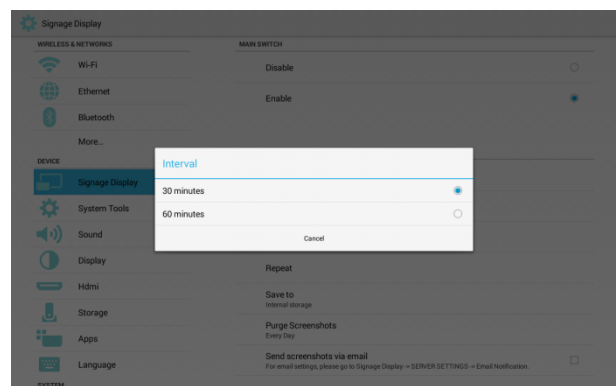 Signage Display
WIRELESS & NETWORKS
Wi-Fi
Ethernet
Bluetooth
More...
DEVICE
Signage Display
System Tools
Sound
Display
Hdmi
Storage
Apps
Language
SYSTEM
MAIN SWITCH
Disable
Enable
Interval
30 minutes
60 minutes
Cancel
Repeat
Save to
Internal storage
Purge Screenshots
Every Day
Send screenshots via email
For email settings, please go to Signage Display -> SERVER SETTINGS -> Email Notification.